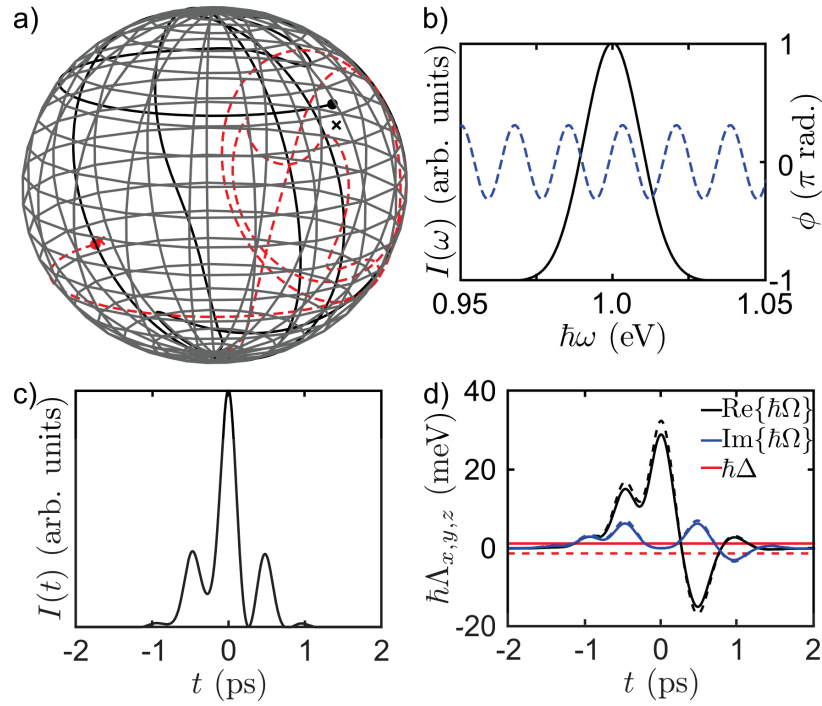 a)
b)
I(ω) (arb. units)
1
0
-1
ϕ (π rad.)
0.95
1.0
1.05
ħω (eV)
c)
I(t) (arb. units)
-2
-1
0
1
2
t (ps)
d)
ħΛx,y,z (meV)
40
20
0
-20
Re{ħΩ}
Im{ħΩ}
ħΔ
-2
-1
0
1
2
t (ps)